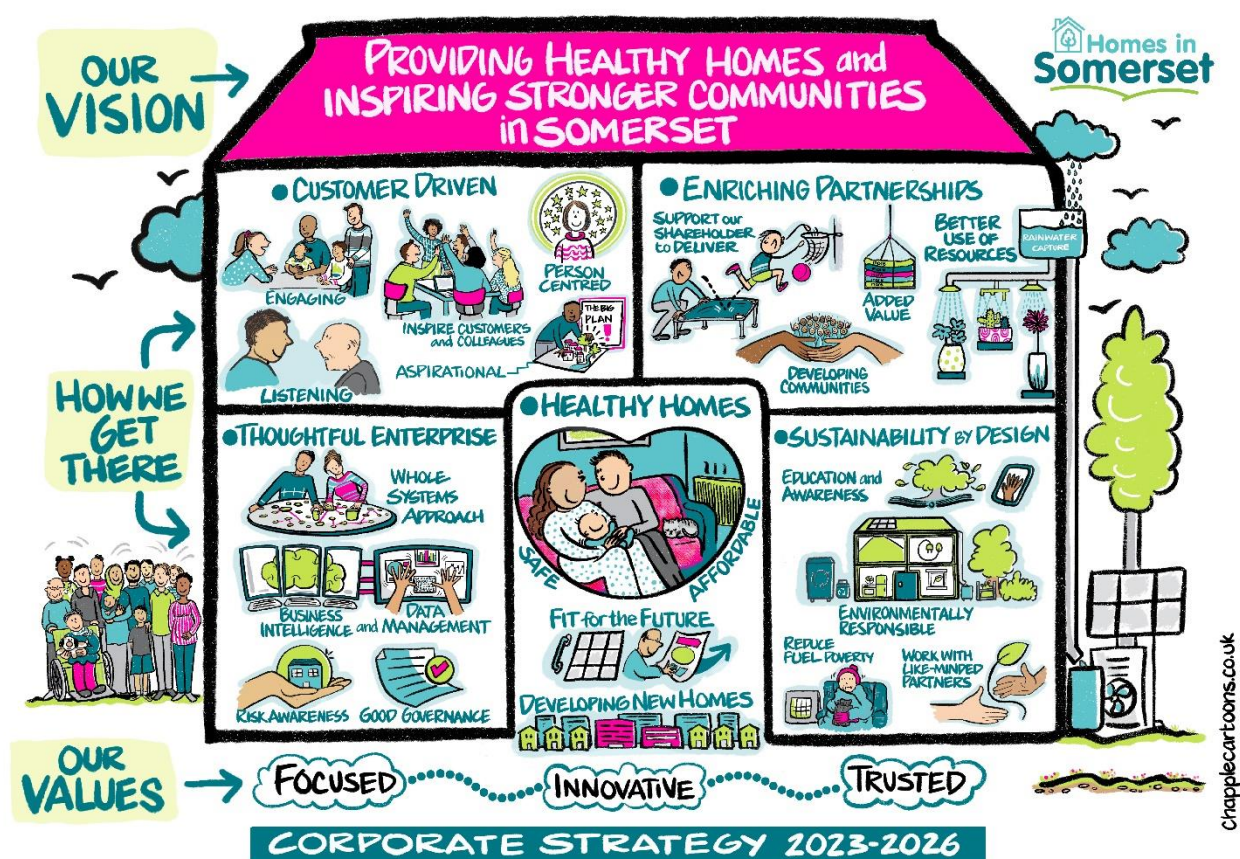 OUR
VISION
PROVIDING HEALTHY HOMES and
INSPIRING STRONGER COMMUNITIES
in SOMERSET
Homes in
Somerset
HOW WE
GET
THERE
CUSTOMER DRIVEN
ENGAGING
INSPIRE CUSTOMERS
and COLLEAGUES
PERSON
CENTRED
THE BIG
PLAN
!
ASPIRATIONAL
LISTENING
ENRICHING PARTNERSHIPS
SUPPORT our
SHAREHOLDER
to DELIVER
ADDED
VALUE
BETTER
USE OF
RESOURCES
RAINWATER
CAPTURE
DEVELOPING
COMMUNITIES
THOUGHTFUL ENTERPRISE
WHOLE
SYSTEMS
APPROACH
BUSINESS
INTELLIGENCE and DATA
MANAGEMENT
RISK AWARENESS
GOOD GOVERNANCE
HEALTHY HOMES
SAFE
AFFORDABLE
FIT for the FUTURE
DEVELOPING NEW HOMES
SUSTAINABILITY BY DESIGN
EDUCATION and
AWARENESS
ENVIRONMENTALLY
RESPONSIBLE
REDUCE
FUEL POVERTY
WORK WITH
LIKE-MINDED
PARTNERS
OUR
VALUES
FOCUSED
INNOVATIVE
TRUSTED
CORPORATE STRATEGY 2023-2026
chapplecartoons.co.uk